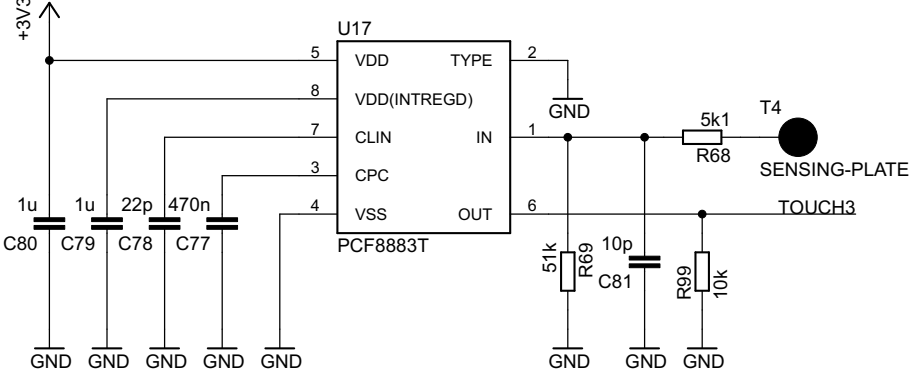 +3V3
U17
5 VDD TYPE 2
8 VDD(INTREGD)
GND
T4
7 CLIN IN 1
5k1
R68
SENSING-PLATE
3 CPC
4 VSS OUT 6
TOUCH3
PCF8883T
1u 1u 22p 470n
C80 C79 C78 C77
51k
R69
10p
C81
R99
10k
GND GND GND GND GND GND GND GND